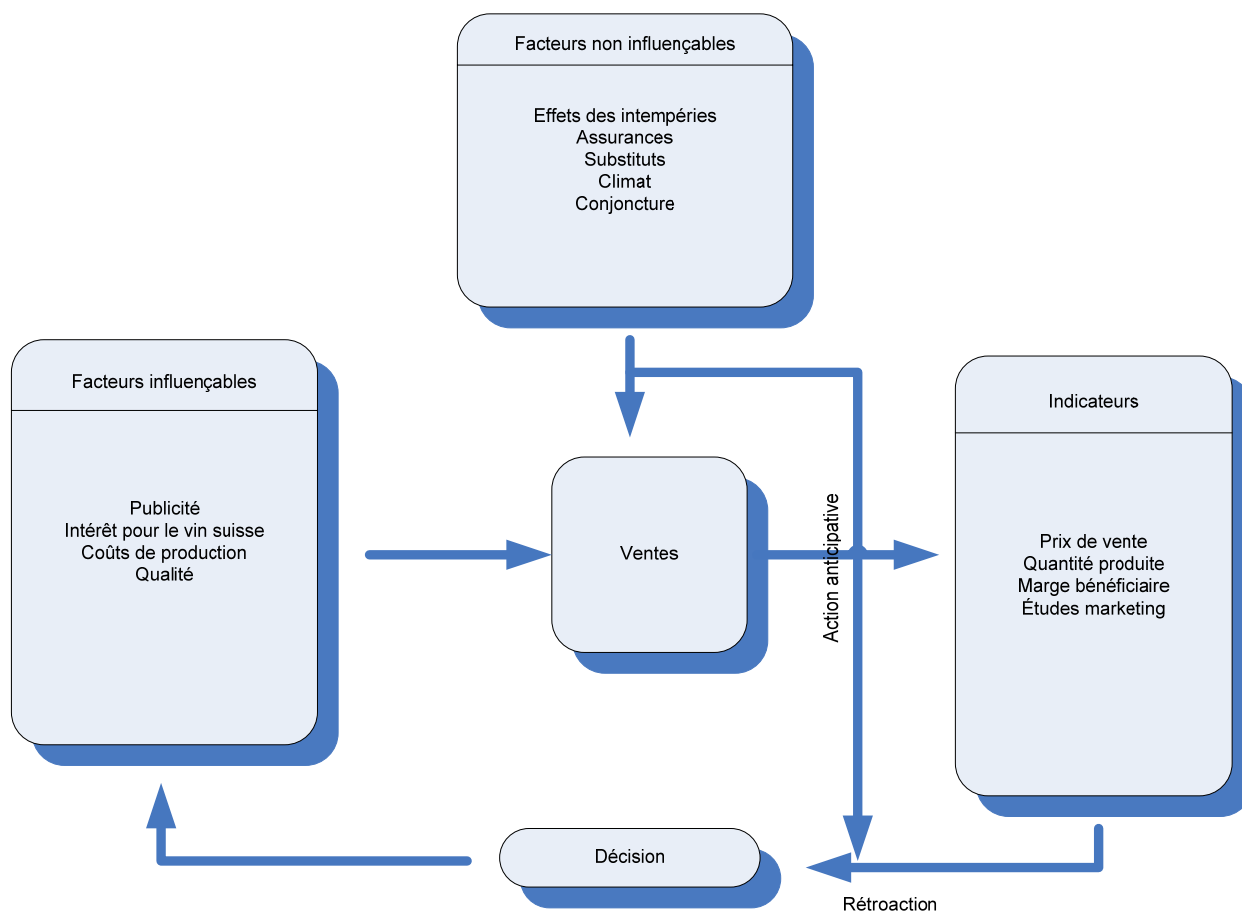 Facteurs non influençables
Effets des intempéries
Assurances
Substituts
Climat
Conjoncture
Facteurs influençables
Publicité
Intérêt pour le vin suisse
Coûts de production
Qualité
Ventes
Action anticipative
Indicateurs
Prix de vente
Quantité produite
Marge bénéficiaire
Études marketing
Décision
Rétroaction